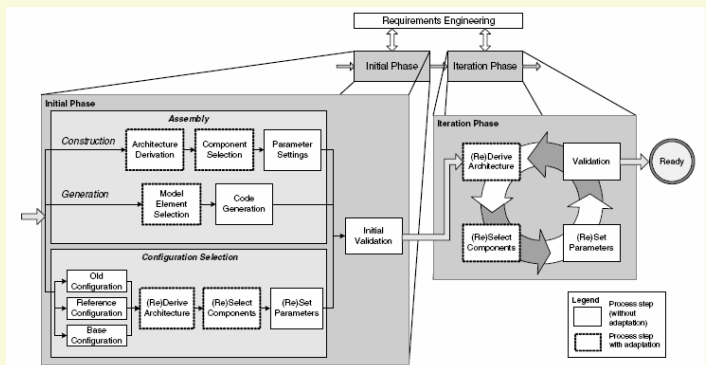 Requirements Engineering
Initial Phase
Iteration Phase
Initial Phase
Assembly
Construction
Architecture
Derivation
Component
Selection
Parameter
Settings
Generation
Model
Element
Selection
Code
Generation
Initial
Validation
Configuration Selection
Old
Configuration
Reference
Configuration
Base
Configuration
(Re)Derive
Architecture
(Re)Select
Components
(Re)Set
Parameters
Iteration Phase
(Re)Derive
Architecture
Validation
(Re)Select
Components
(Re)Set
Parameters
Ready
Legend
Process step
(without
adaptation)
Process step
with adaptation